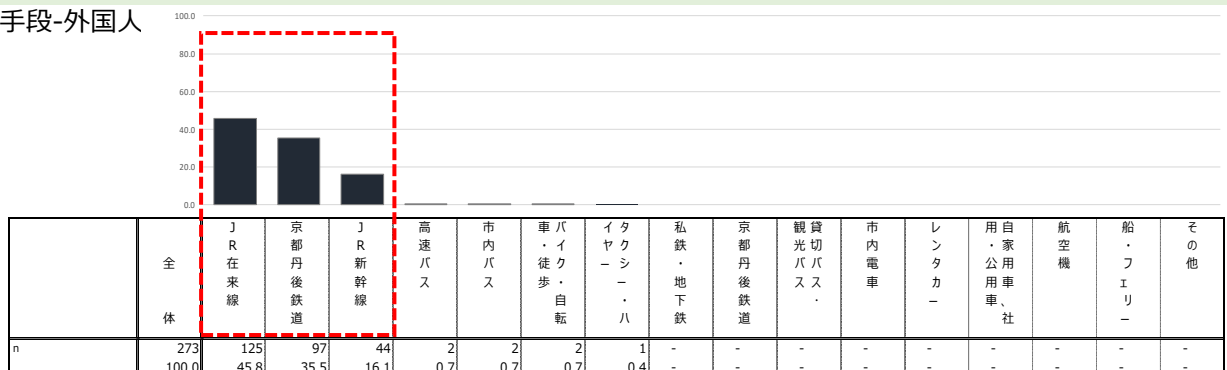 手段-外国人
100.0
80.0
60.0
40.0
20.0
0.0
全体
JR在来線
京都丹後鉄道
JR新幹線
高速バス
市内バス
バイク・自転車・徒歩
タクシー・ハイヤー
私鉄・地下鉄
京都丹後鉄道
貸切バス・観光バス
市内電車
レンタカー
自家用車、社用・公用車
航空機
船・フェリー
その他
n 273 125 97 44 2 2 2 1 - - - - - - - - -
100.0 45.8 35.5 16.1 0.7 0.7 0.7 0.4 - - - - - - - - -